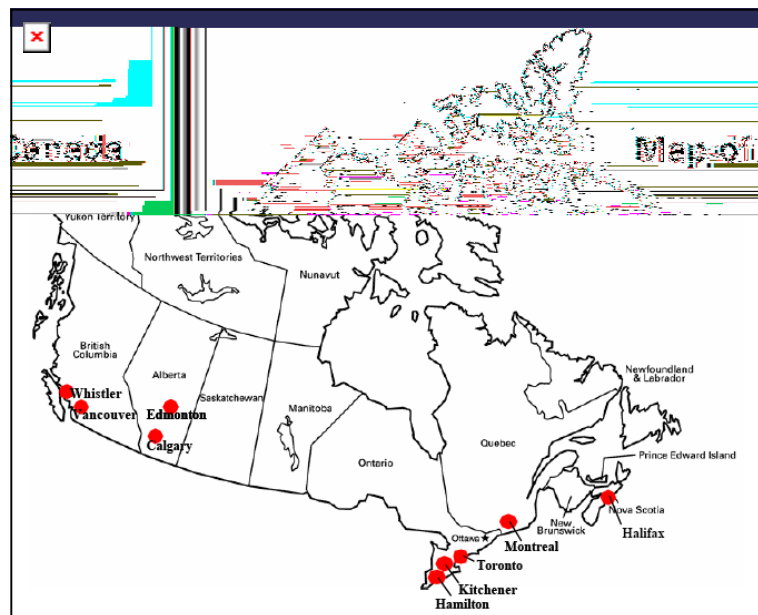 Canada
Map of
Yukon Territory
Northwest Territories
Nunavut
British
Columbia
Alberta
Saskatchewan
Manitoba
Ontario
Quebec
Newfoundland
& Labrador
Prince Edward Island
New
Brunswick
Nova Scotia
Whistler
Vancouver
Edmonton
Calgary
Ottawa
Montreal
Halifax
Toronto
Kitchener
Hamilton